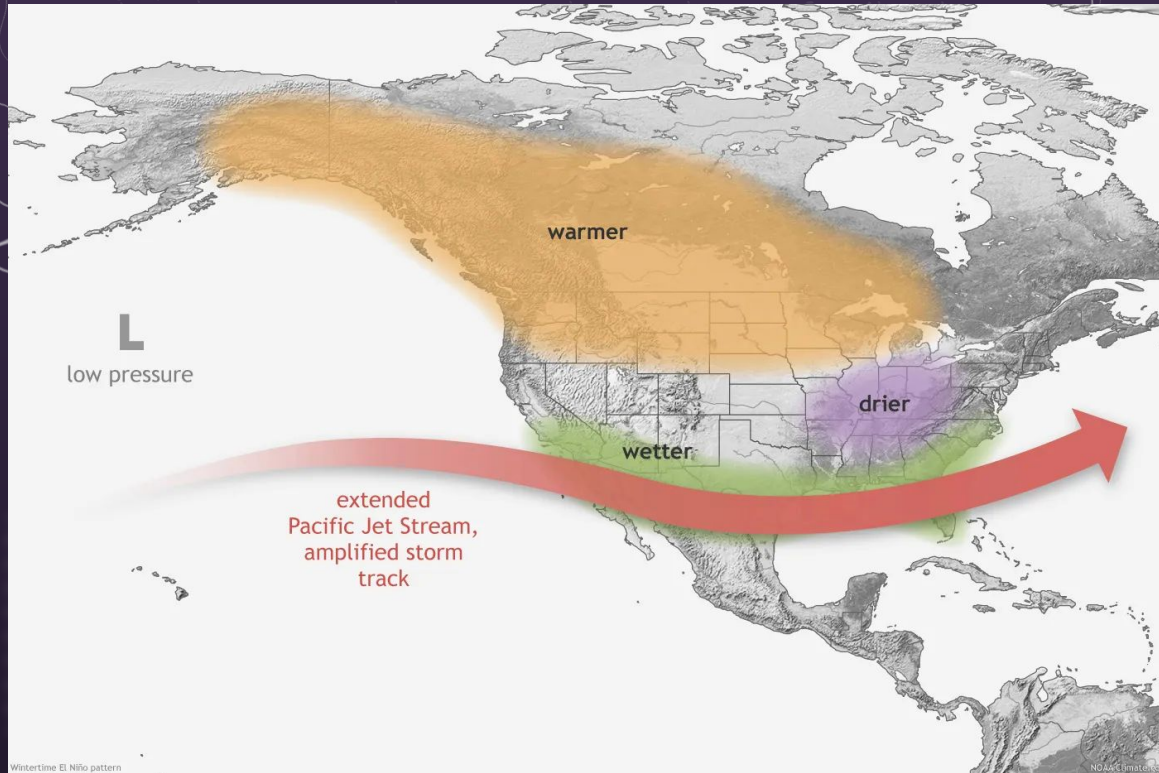 warmer
L
low pressure
drier
wetter
extended
Pacific Jet Stream,
amplified storm
track
Wintertime El Niño pattern
NOAA Climate.gov